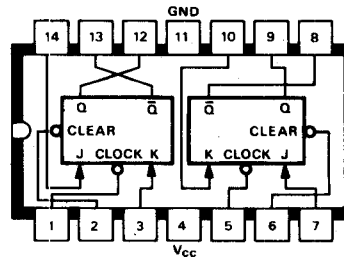 GND
14 13 12 11 10 9 8
Q Q̅ Q̅ Q
CLEAR CLEAR
J CLOCK K K CLOCK J
1 2 3 4 5 6 7
VCC